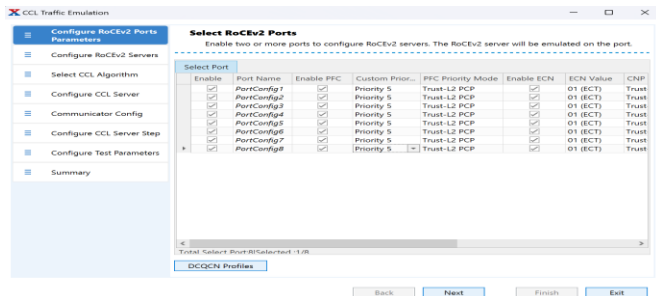 CCL Traffic Emulation
Configure RoCEv2 Ports Parameters
Configure RoCEv2 Servers
Select CCL Algorithm
Configure CCL Server
Communicator Config
Configure CCL Server Step
Configure Test Parameters
Summary
Select RoCEv2 Ports
Enable two or more ports to configure RoCEv2 servers. The RoCEv2 server will be emulated on the port.
Select Port
Enable Port Name Enable PFC Custom Prior... PFC Priority Mode Enable ECN ECN Value CNP
PortConfig1 Priority 5 Trust-L2 PCP 01 (ECT) Trust
PortConfig2 Priority 5 Trust-L2 PCP 01 (ECT) Trust
PortConfig3 Priority 5 Trust-L2 PCP 01 (ECT) Trust
PortConfig4 Priority 5 Trust-L2 PCP 01 (ECT) Trust
PortConfig5 Priority 5 Trust-L2 PCP 01 (ECT) Trust
PortConfig6 Priority 5 Trust-L2 PCP 01 (ECT) Trust
PortConfig7 Priority 5 Trust-L2 PCP 01 (ECT) Trust
PortConfig8 Priority 5 Trust-L2 PCP 01 (ECT) Trust
Total Select Port:8|Selected :1/8
DCQCN Profiles
Back Next Finish Exit